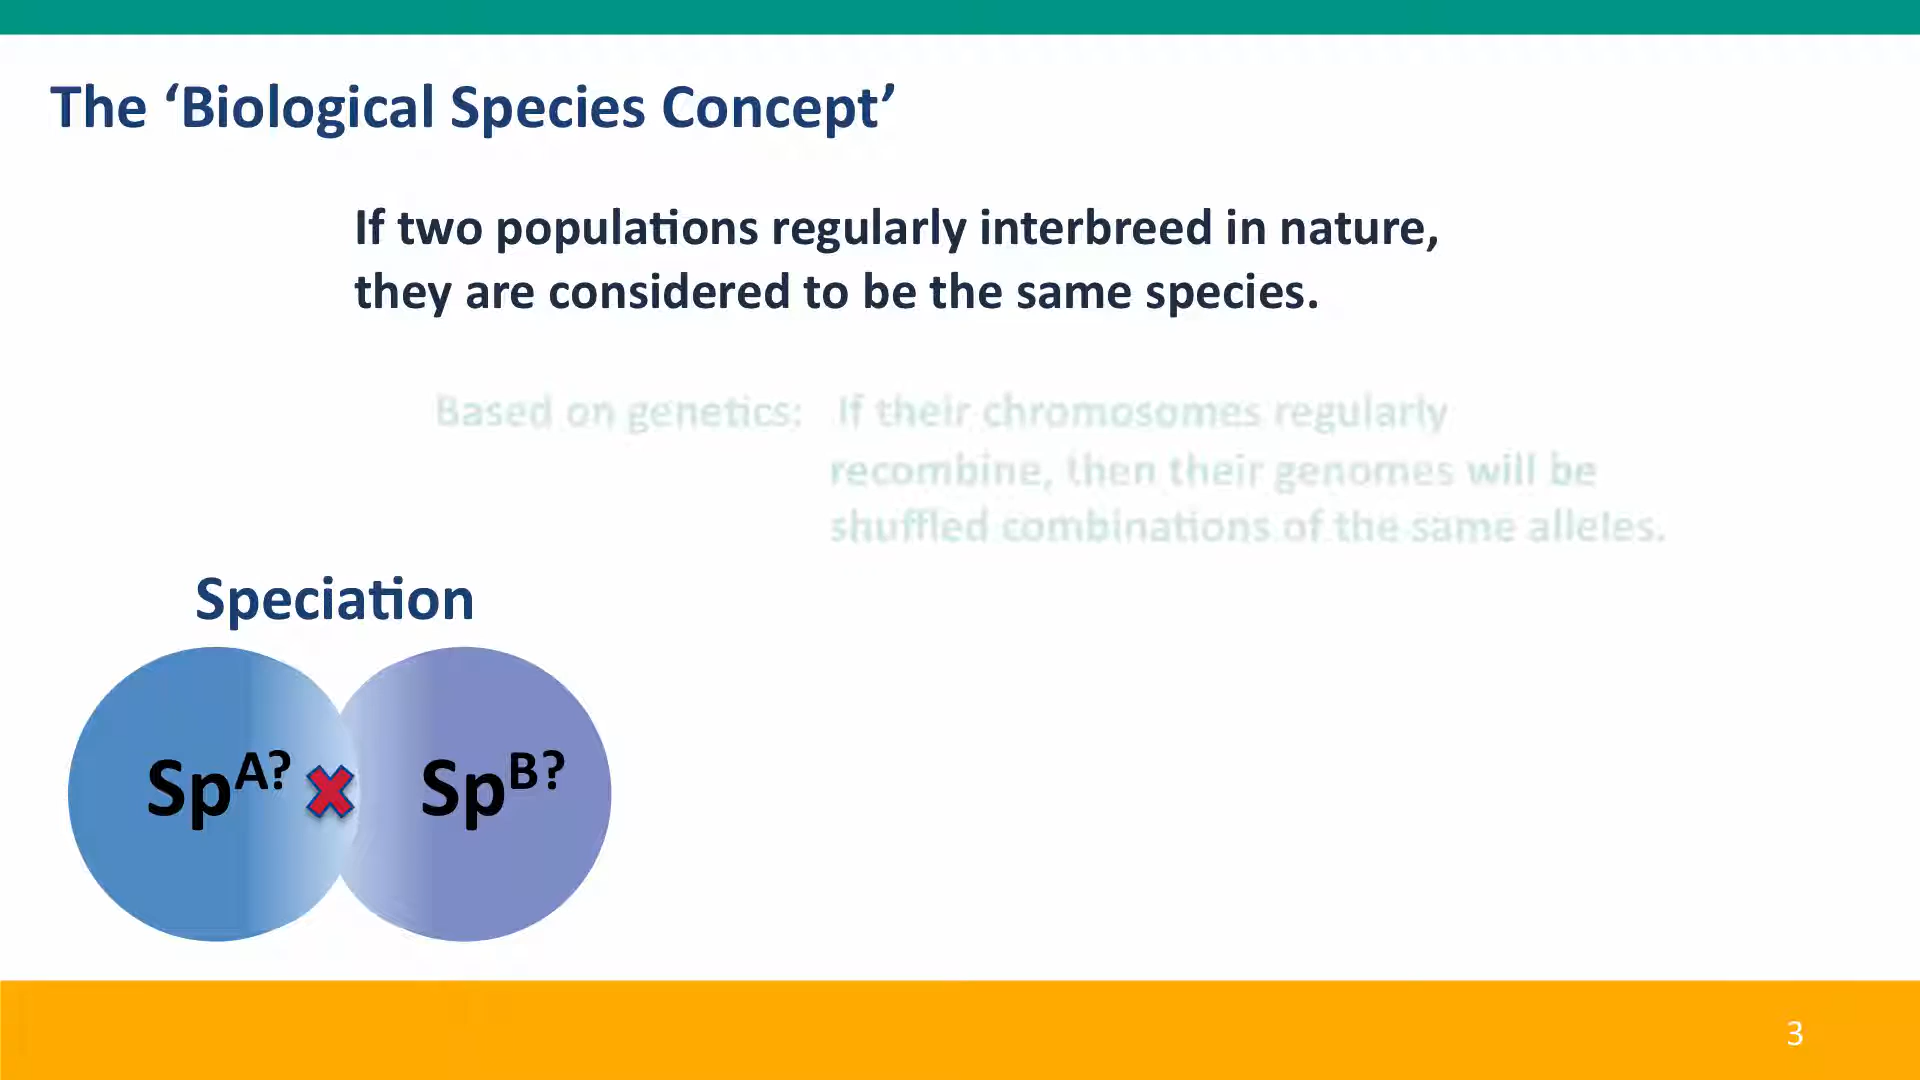 The ‘Biological Species Concept’
If two populations regularly interbreed in nature,
they are considered to be the same species.
Based on genetics: If their chromosomes regularly
recombine, then their genomes will be
shuffled combinations of the same alleles.
Speciation
SpA? SpB?
3